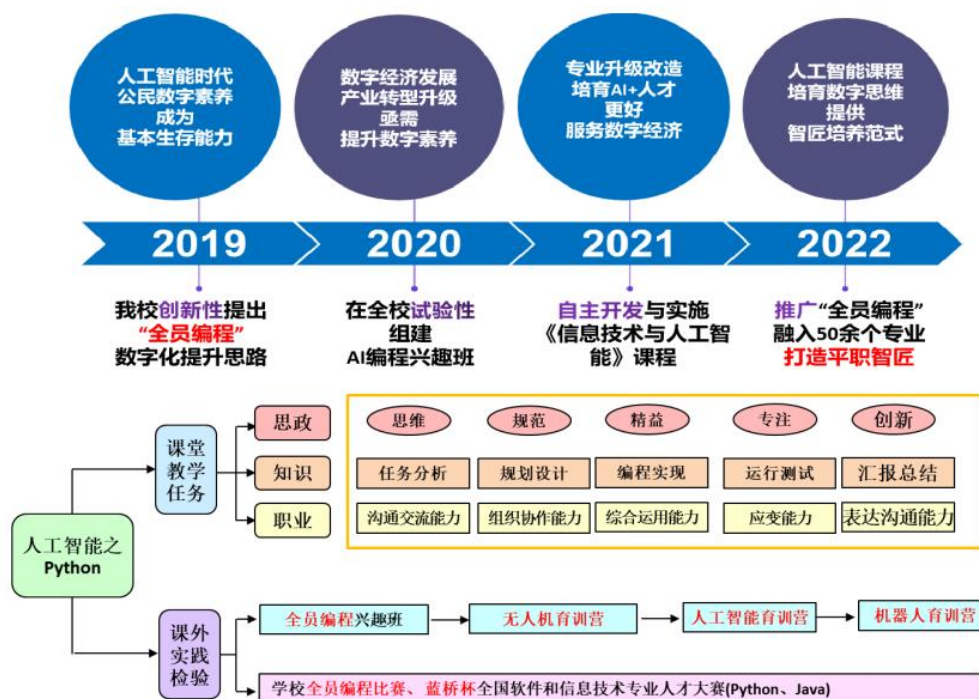 人工智能时代
公民数字素养
成为
基本生存能力
数字经济发展
产业转型升级
亟需
提升数字素养
专业升级改造
培育AI+人才
更好
服务数字经济
人工智能课程
培育数字思维
提供
智匠培养范式
2019
2020
2021
2022
我校创新性提出
“全员编程”
数字化提升思路
在全校试验性
组建
AI编程兴趣班
自主开发与实施
《信息技术与人工智
能》课程
推广“全员编程”
融入50余个专业
打造平职智匠
人工智能之
Python
课堂
教学
任务
思政
思维
规范
精益
专注
创新
知识
任务分析
规划设计
编程实现
运行测试
汇报总结
职业
沟通交流能力
组织协作能力
综合运用能力
应变能力
表达沟通能力
课外
实践
检验
全员编程兴趣班
无人机育训营
人工智能育训营
机器人育训营
学校全员编程比赛、蓝桥杯全国软件和信息技术专业人才大赛(Python、Java)